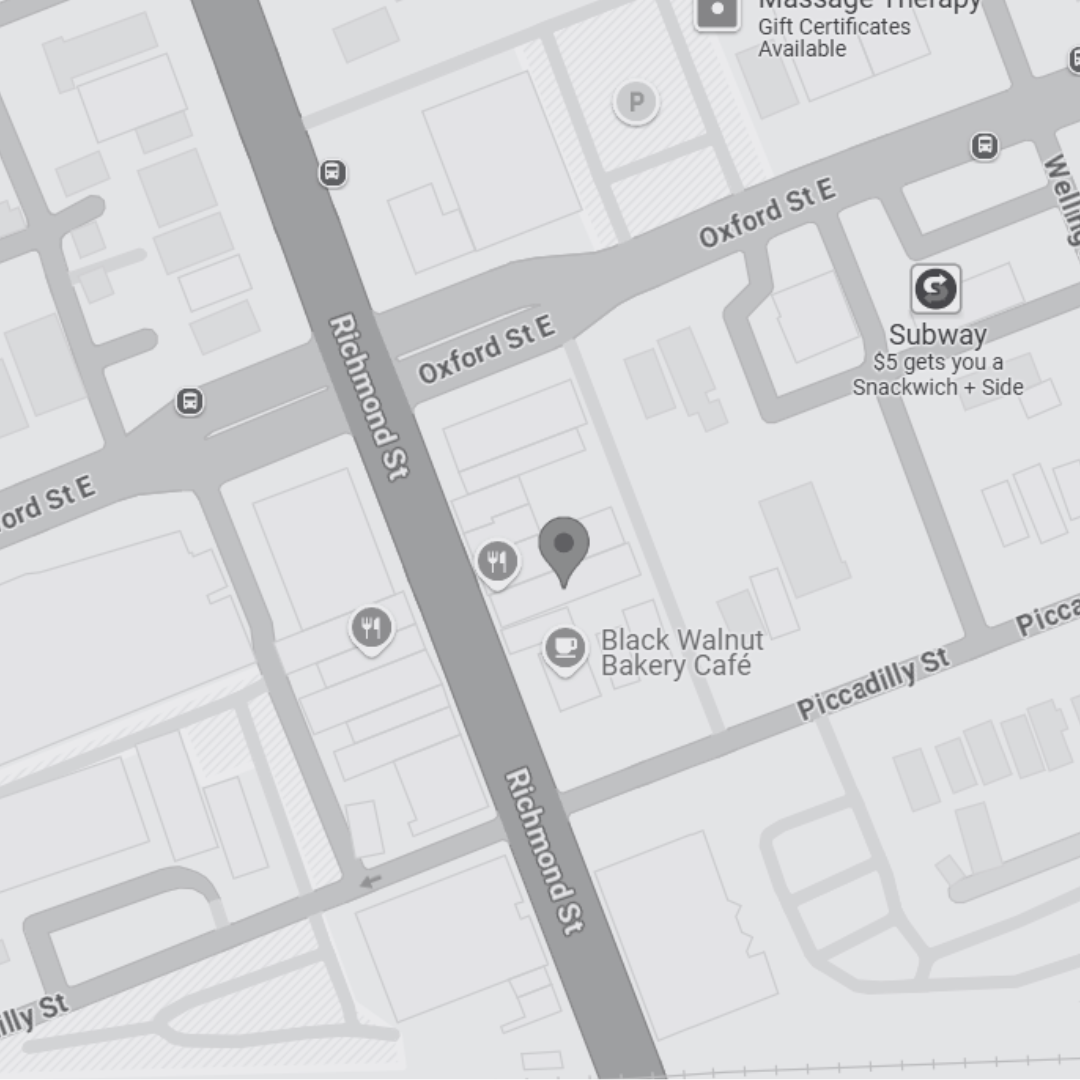 Massage Therapy
Gift Certificates
Available
P
Oxford St E
Subway
$5 gets you a
Snackwich + Side
Richmond St
Oxford St E
ord St E
Black Walnut
Bakery Café
Picca
Piccadilly St
Richmond St
illy St
Welling